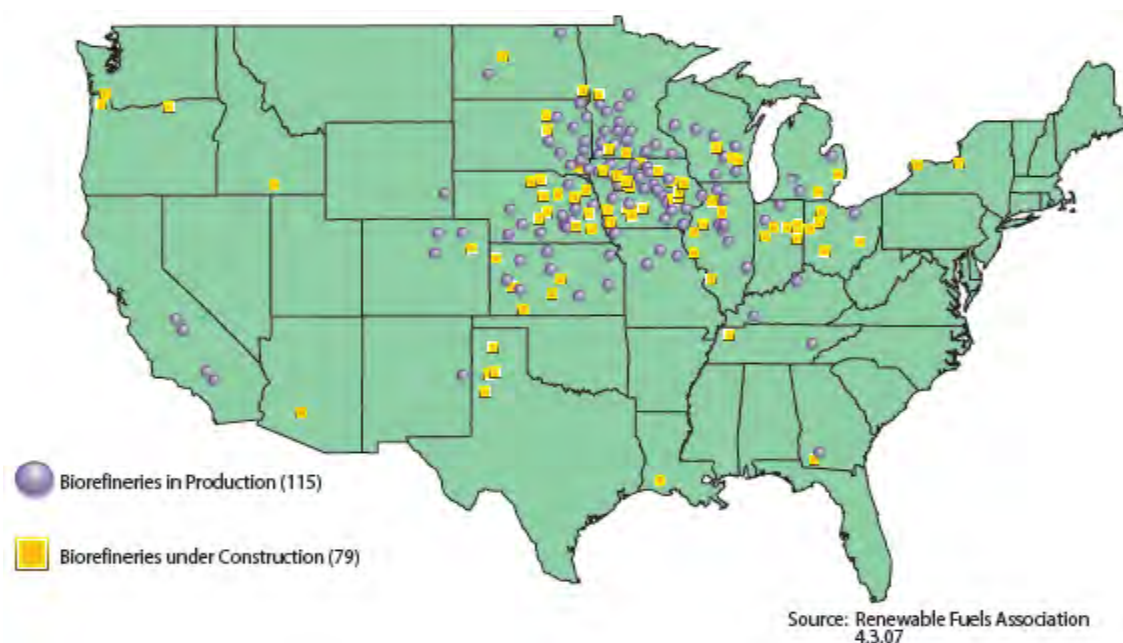 Biorefineries in Production (115)
Biorefineries under Construction (79)
Source: Renewable Fuels Association
4.3.07